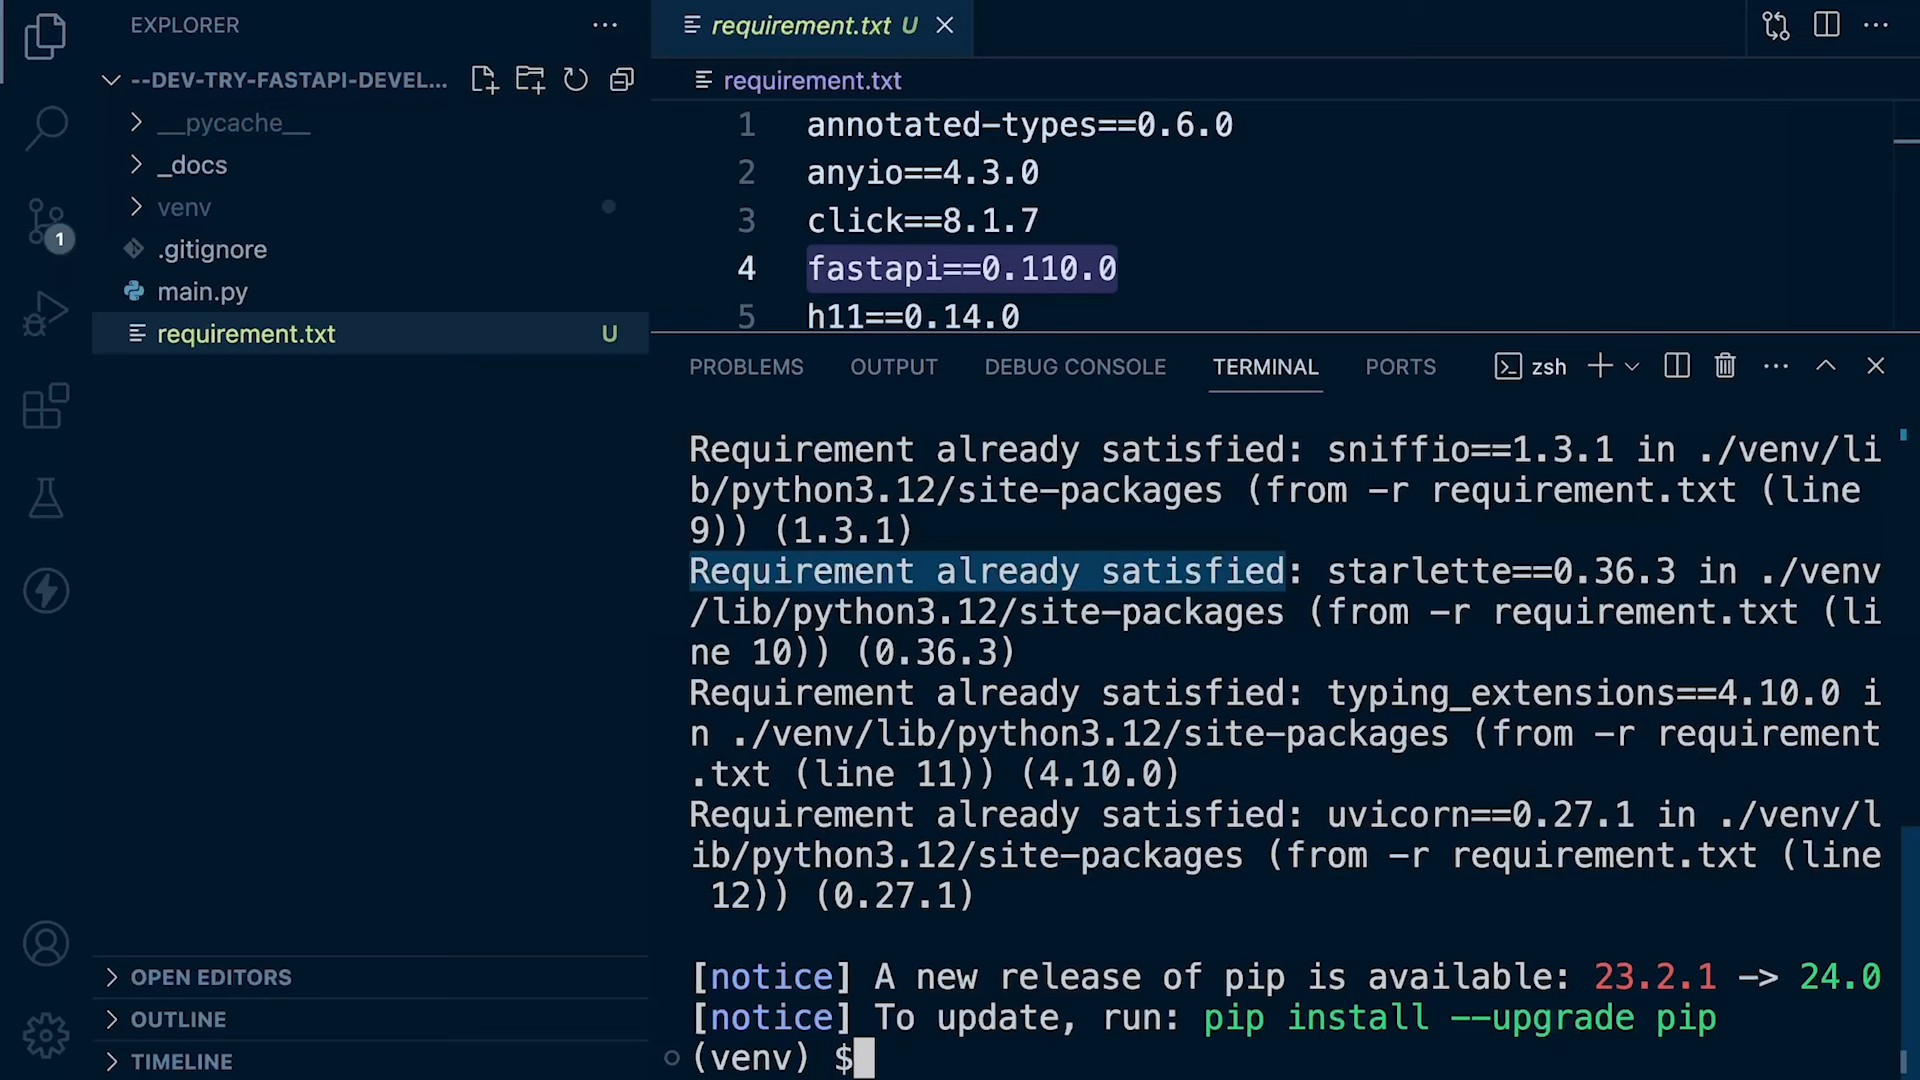 EXPLORER
--DEV-TRY-FASTAPI-DEVEL...
__pycache__
_docs
venv
.gitignore
main.py
requirement.txt U
OPEN EDITORS
OUTLINE
TIMELINE
1
requirement.txt U
requirement.txt
1 annotated-types==0.6.0
2 anyio==4.3.0
3 click==8.1.7
4 fastapi==0.110.0
5 h11==0.14.0
PROBLEMS OUTPUT DEBUG CONSOLE TERMINAL PORTS zsh
Requirement already satisfied: sniffio==1.3.1 in ./venv/li
b/python3.12/site-packages (from -r requirement.txt (line
9)) (1.3.1)
Requirement already satisfied: starlette==0.36.3 in ./venv
/lib/python3.12/site-packages (from -r requirement.txt (li
ne 10)) (0.36.3)
Requirement already satisfied: typing_extensions==4.10.0 i
n ./venv/lib/python3.12/site-packages (from -r requirement
.txt (line 11)) (4.10.0)
Requirement already satisfied: uvicorn==0.27.1 in ./venv/l
ib/python3.12/site-packages (from -r requirement.txt (line
12)) (0.27.1)
[notice] A new release of pip is available: 23.2.1 -> 24.0
[notice] To update, run: pip install --upgrade pip
(venv) $